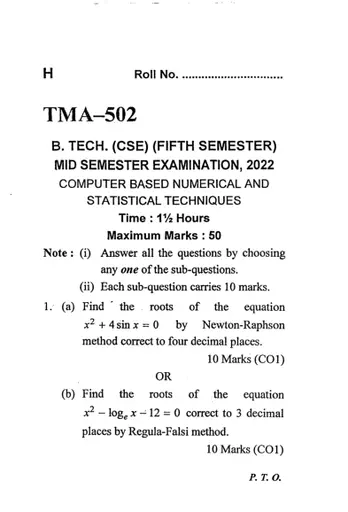 H Roll No. ...............................
TMA–502
B. TECH. (CSE) (FIFTH SEMESTER)
MID SEMESTER EXAMINATION, 2022
COMPUTER BASED NUMERICAL AND
STATISTICAL TECHNIQUES
Time : 1½ Hours
Maximum Marks : 50
Note : (i) Answer all the questions by choosing
any one of the sub-questions.
(ii) Each sub-question carries 10 marks.
1. (a) Find the roots of the equation
x² + 4 sin x = 0 by Newton-Raphson
method correct to four decimal places.
10 Marks (CO1)
OR
(b) Find the roots of the equation
x² – logₑ x – 12 = 0 correct to 3 decimal
places by Regula-Falsi method.
10 Marks (CO1)
P. T. O.